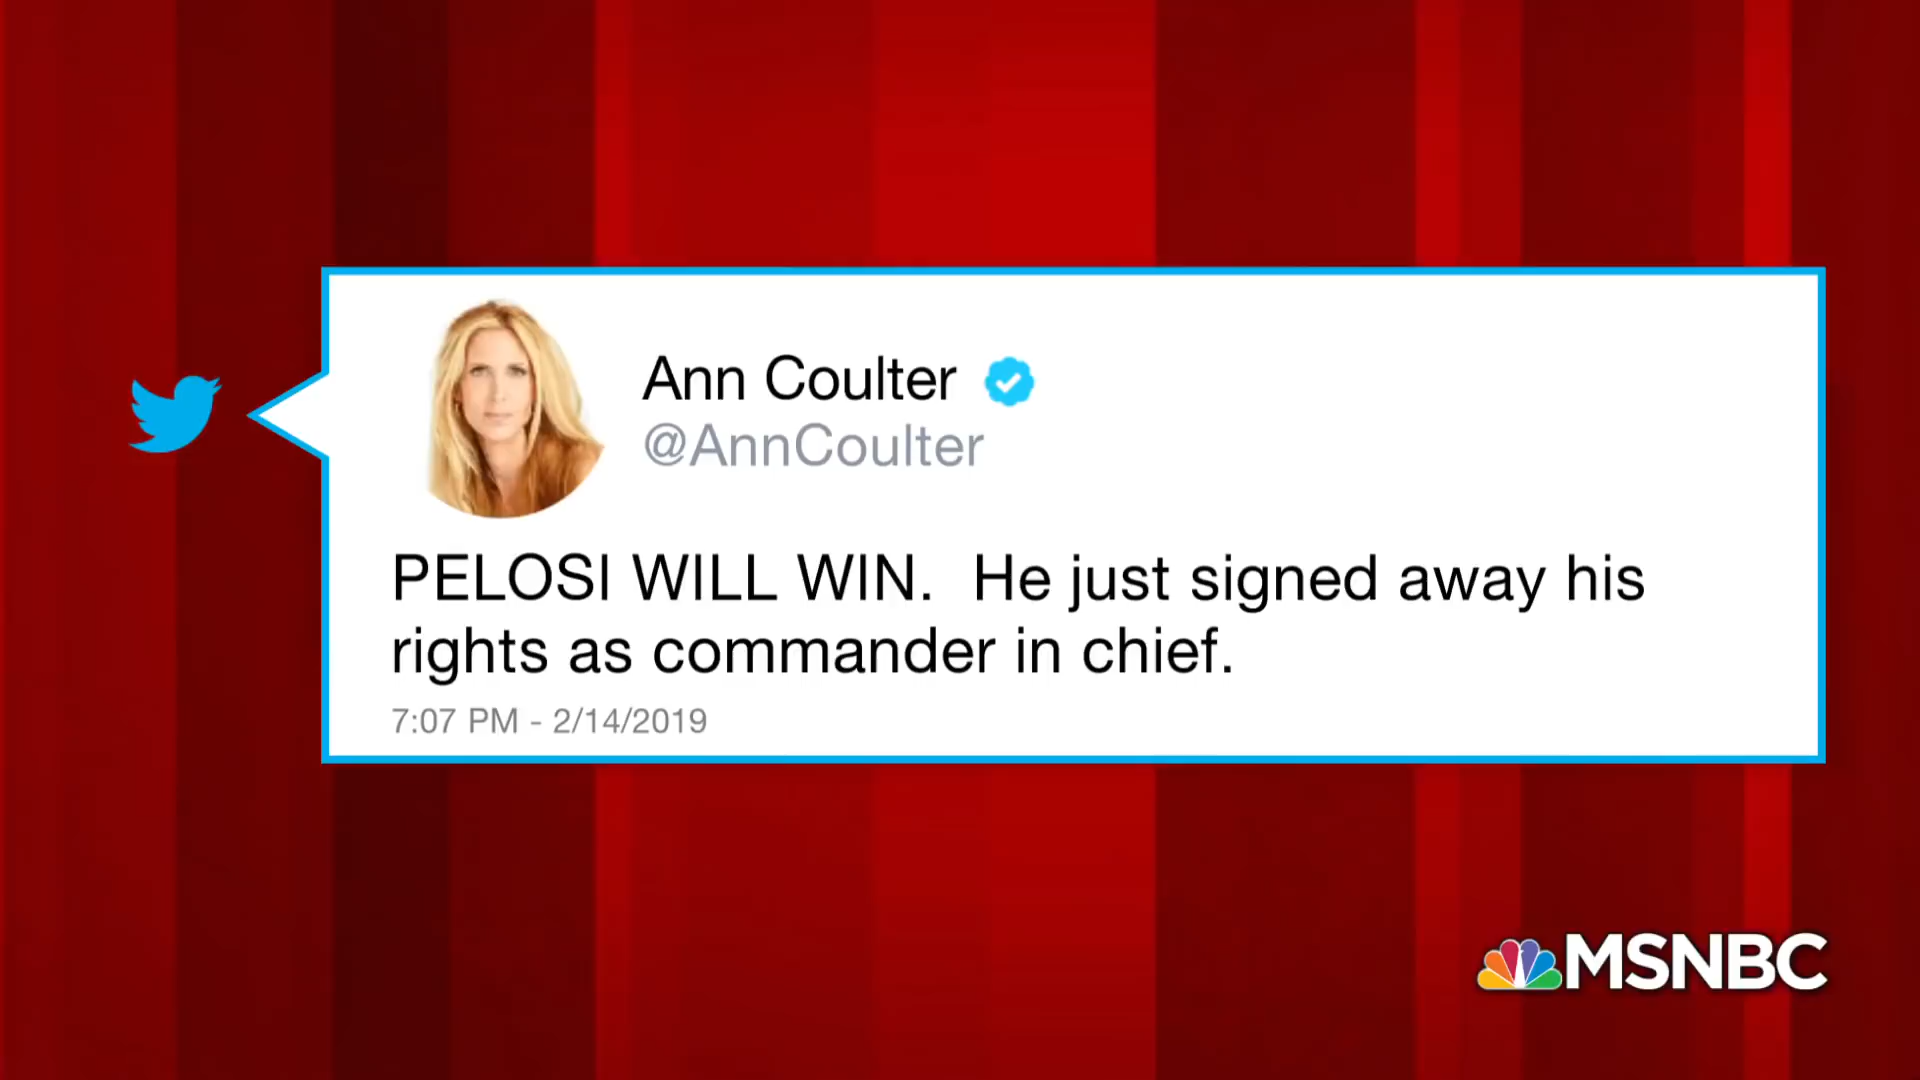 Ann Coulter
@AnnCoulter
PELOSI WILL WIN.  He just signed away his
rights as commander in chief.
7:07 PM - 2/14/2019
MSNBC